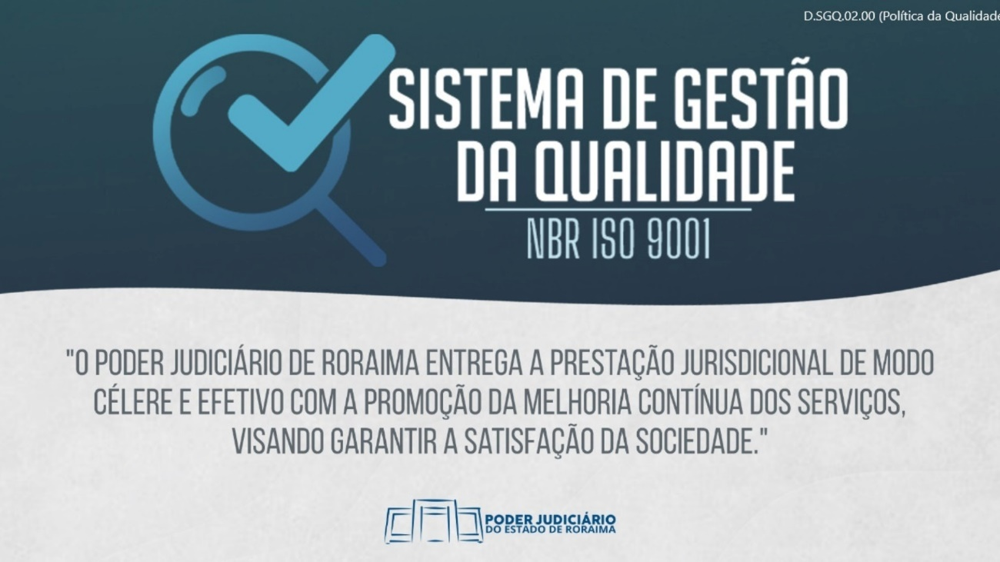 D.SGQ.02.00 (Política da Qualidade
SISTEMA DE GESTÃO
DA QUALIDADE
NBR ISO 9001
"O PODER JUDICIÁRIO DE RORAIMA ENTREGA A PRESTAÇÃO JURISDICIONAL DE MODO
CÉLERE E EFETIVO COM A PROMOÇÃO DA MELHORIA CONTÍNUA DOS SERVIÇOS,
VISANDO GARANTIR A SATISFAÇÃO DA SOCIEDADE."
PODER JUDICIÁRIO
DO ESTADO DE RORAIMA